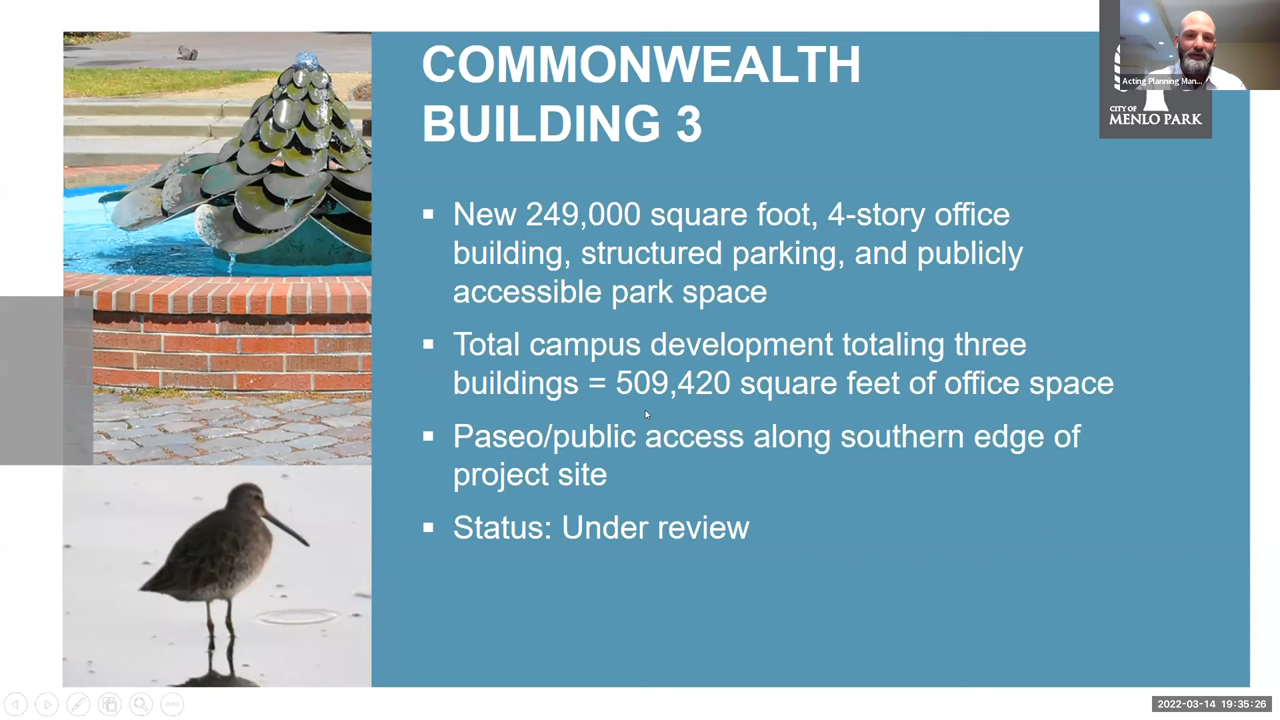 COMMONWEALTH
BUILDING 3
Acting Planning Man...
CITY OF
MENLO PARK
▪ New 249,000 square foot, 4-story office
building, structured parking, and publicly
accessible park space
▪ Total campus development totaling three
buildings = 509,420 square feet of office space
▪ Paseo/public access along southern edge of
project site
▪ Status: Under review
2022-03-14 19:35:26